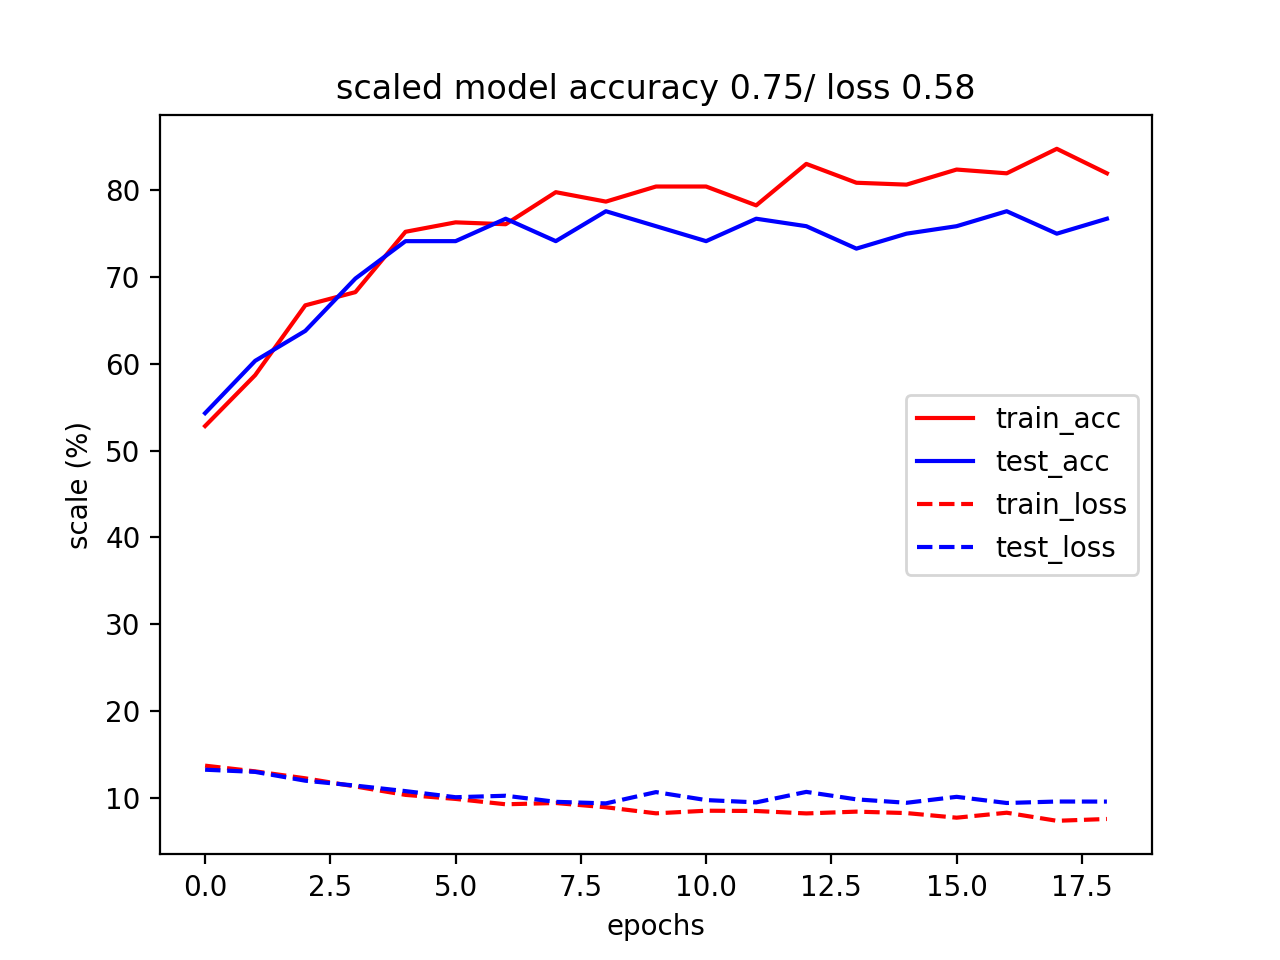 scaled model accuracy 0.75/ loss 0.58
80
70
60
50
40
30
20
10
scale (%)
train_acc
test_acc
train_loss
test_loss
0.0 2.5 5.0 7.5 10.0 12.5 15.0 17.5
epochs